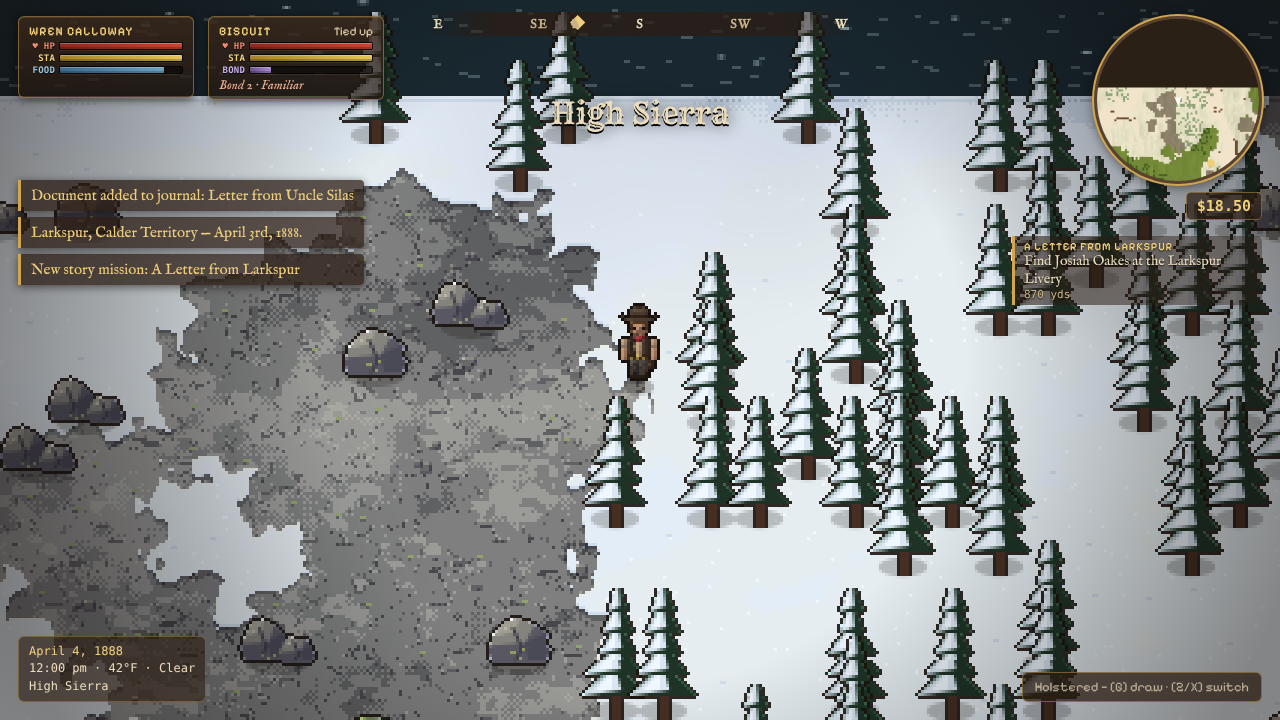 WREN CALLOWAY
♥ HP
STA
FOOD
BISCUIT Tied up
♥ HP
STA
BOND
Bond 2 · Familiar
E SE S SW W
High Sierra
Document added to journal: Letter from Uncle Silas
Larkspur, Calder Territory — April 3rd, 1888.
New story mission: A Letter from Larkspur
$18.50
A LETTER FROM LARKSPUR
Find Josiah Oakes at the Larkspur
Livery
870 yds
April 4, 1888
12:00 pm · 42°F · Clear
High Sierra
Holstered - (G) draw · (Z/X) switch